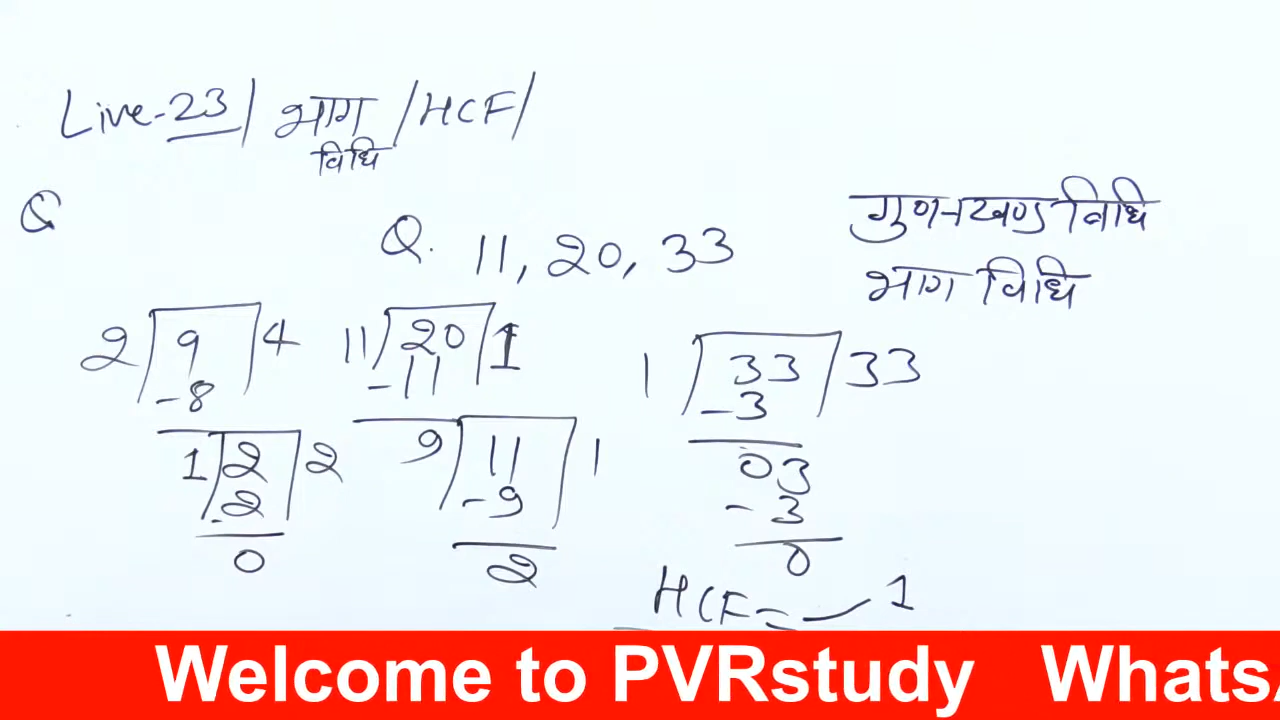 Live-23/ भाग /HCF/
विधि
Q
Q. 11, 20, 33
गुणनखण्ड विधि
भाग विधि
2 9 4
-8
1 2 2
-2
0
11 20 1
-11
9 11 1
-9
2
1 33 33
-3
03
-3
0
HCF = 1
Welcome to PVRstudy